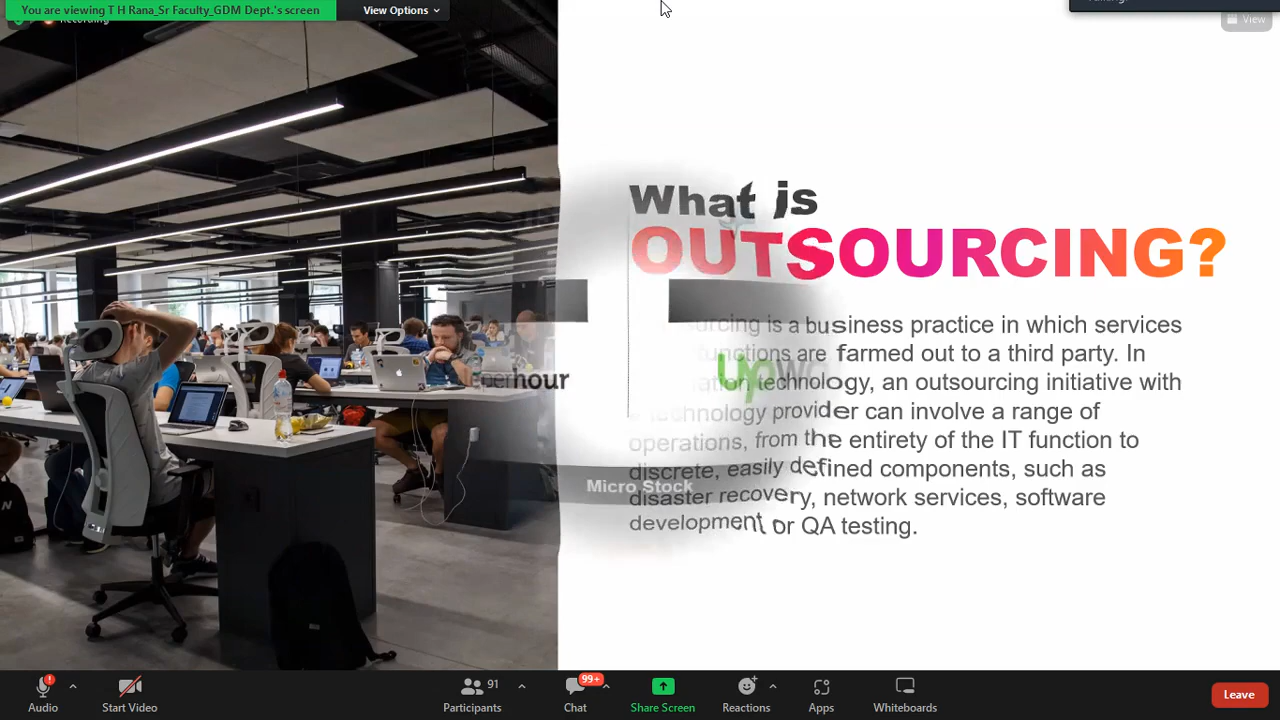 You are viewing T H Rana_Sr Faculty_GDM Dept.'s screen
View Options
Recording
View
What is
OUTSOURCING?
is a business practice in which services
functions are farmed out to a third party. In
technology, an outsourcing initiative with
technology provider can involve a range of
operations, from the entirety of the IT function to
discrete, easily defined components, such as
disaster recovery, network services, software
development or QA testing.
hour
Up
Micro Stock
Audio
Start Video
91
Participants
99+
Chat
Share Screen
Reactions
Apps
Whiteboards
Leave